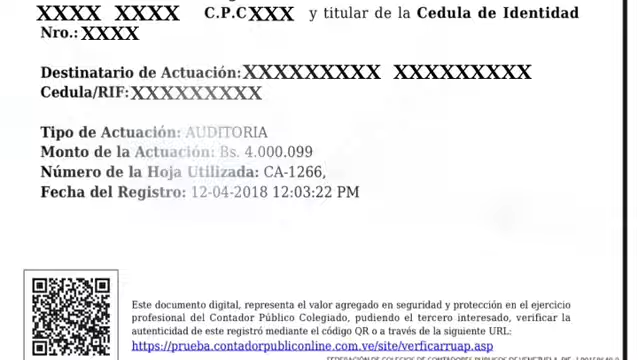 XXXX XXXX C.P.C XXX y titular de la Cedula de Identidad
Nro.: XXXX
Destinatario de Actuación: XXXXXXXXX XXXXXXXXX
Cedula/RIF: XXXXXXXXX
Tipo de Actuación: AUDITORIA
Monto de la Actuación: Bs. 4.000.099
Número de la Hoja Utilizada: CA-1266,
Fecha del Registro: 12-04-2018 12:03:22 PM
Este documento digital, representa el valor agregado en seguridad y protección en el ejercicio
profesional del Contador Público Colegiado, pudiendo el tercero interesado, verificar la
autenticidad de este registro mediante el código QR o a través de la siguiente URL:
https://prueba.contadorpubliconline.com.ve/site/verficarruap.asp